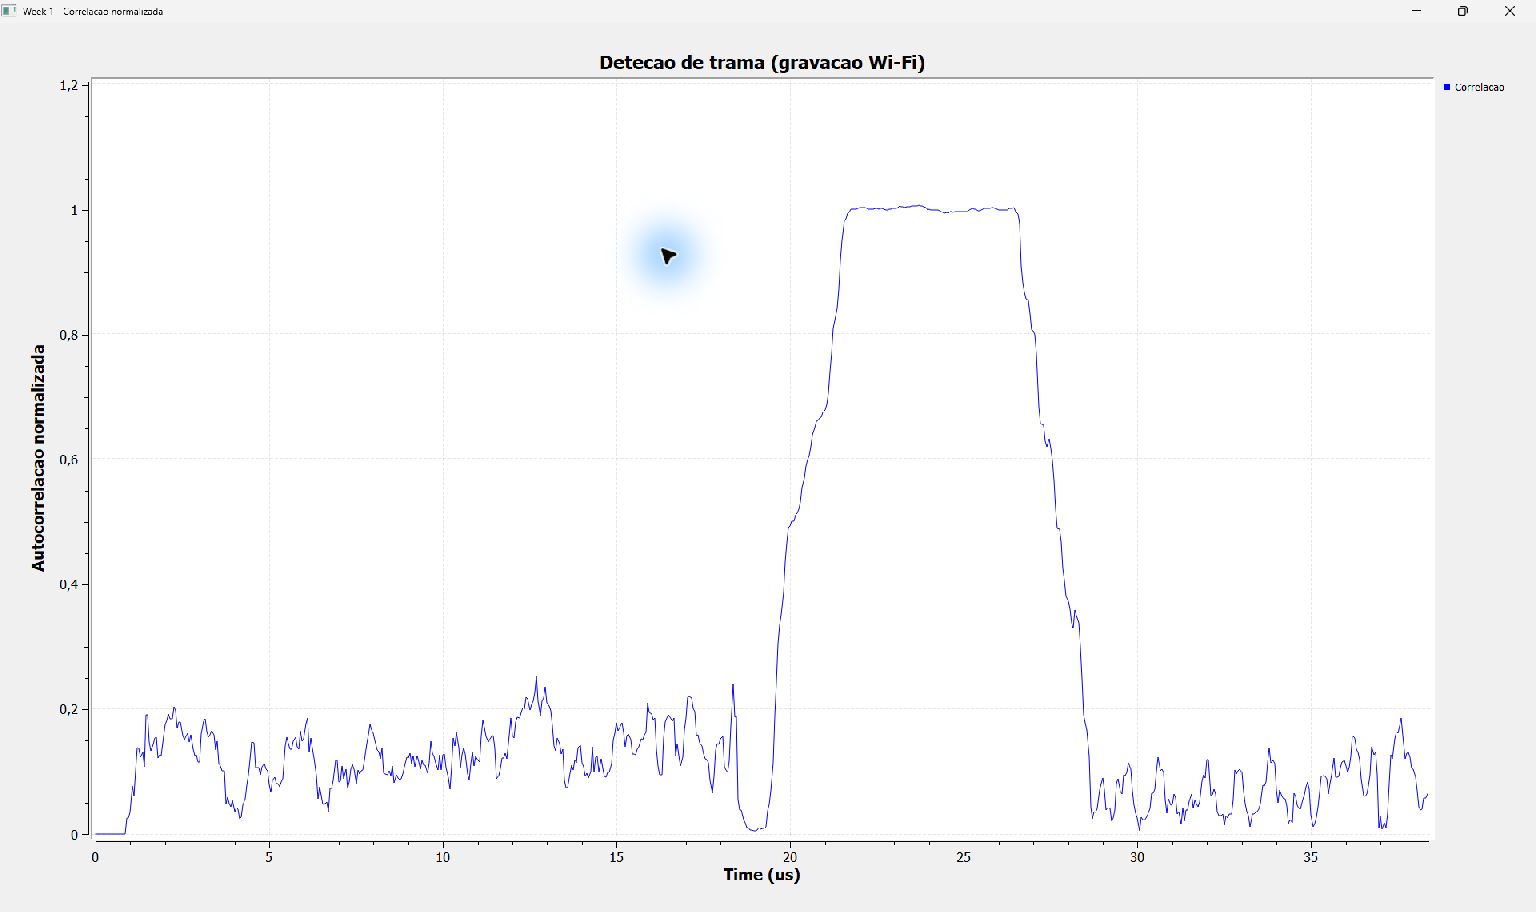 Week 1 - Correlacao normalizada
Detecao de trama (gravacao Wi-Fi)
Correlacao
Autocorrelacao normalizada
1,2
1
0,8
0,6
0,4
0,2
0
0 5 10 15 20 25 30 35
Time (us)